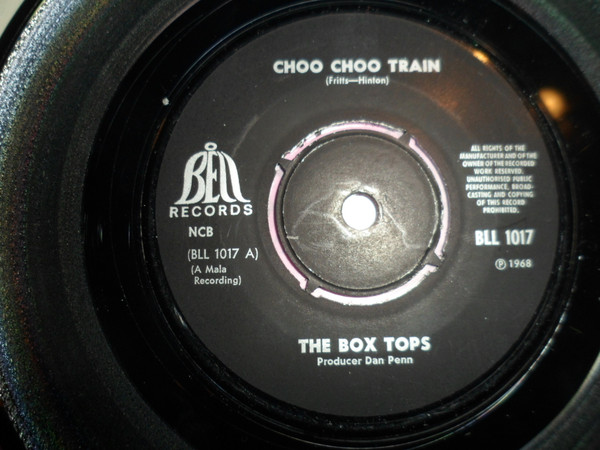 CHOO CHOO TRAIN
(Fritts—Hinton)
BELL
RECORDS
NCB
(BLL 1017 A)
(A Mala
Recording)
ALL RIGHTS OF THE
MANUFACTURER AND OF THE
OWNER OF THE RECORDED
WORK RESERVED.
UNAUTHORISED PUBLIC
PERFORMANCE, BROAD-
CASTING AND COPYING
OF THIS RECORD
PROHIBITED.
BLL 1017
Ⓟ 1968
THE BOX TOPS
Producer Dan Penn